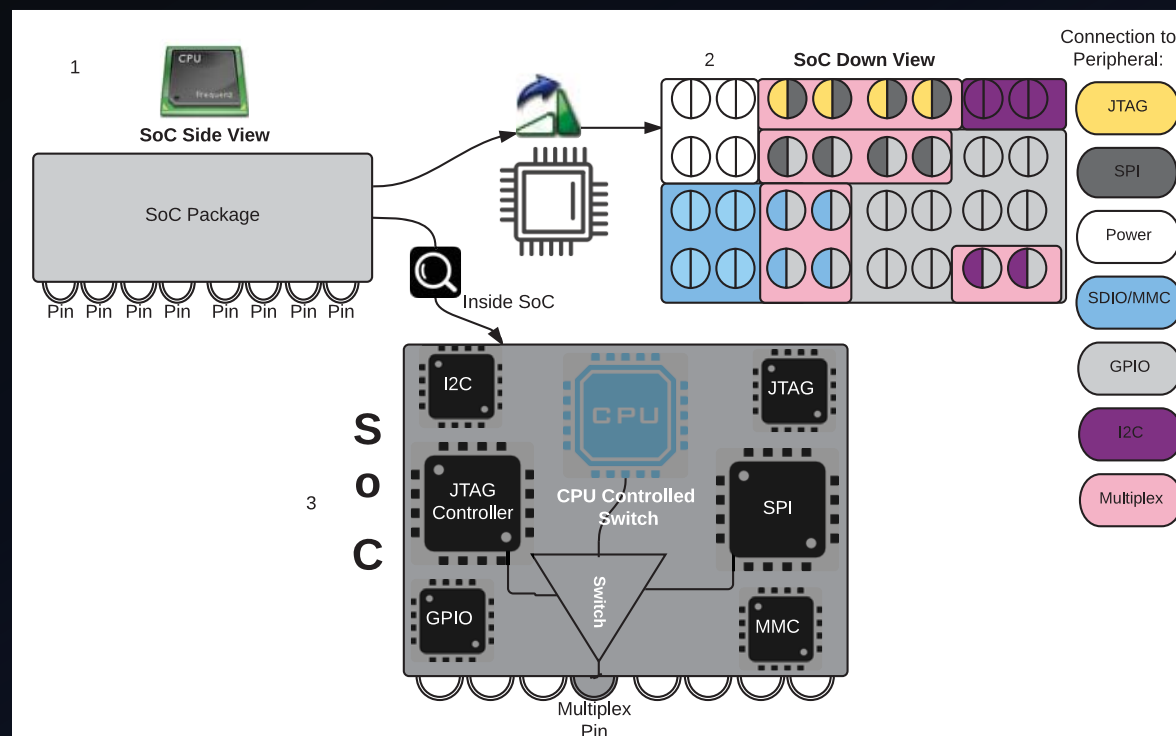 1
CPU
frequenz
SoC Side View
SoC Package
Pin Pin Pin Pin Pin Pin Pin Pin
2
SoC Down View
Connection to
Peripheral:
JTAG
SPI
Power
SDIO/MMC
GPIO
I2C
Multiplex
Inside SoC
3
S
o
C
I2C
CPU
JTAG
JTAG
Controller
CPU Controlled
Switch
SPI
Switch
GPIO
MMC
Multiplex
Pin